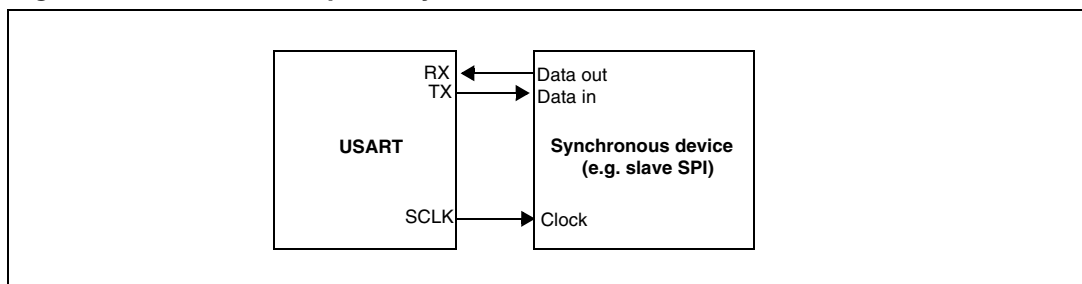 RX
Data out
TX
Data in
USART
Synchronous device
(e.g. slave SPI)
SCLK
Clock